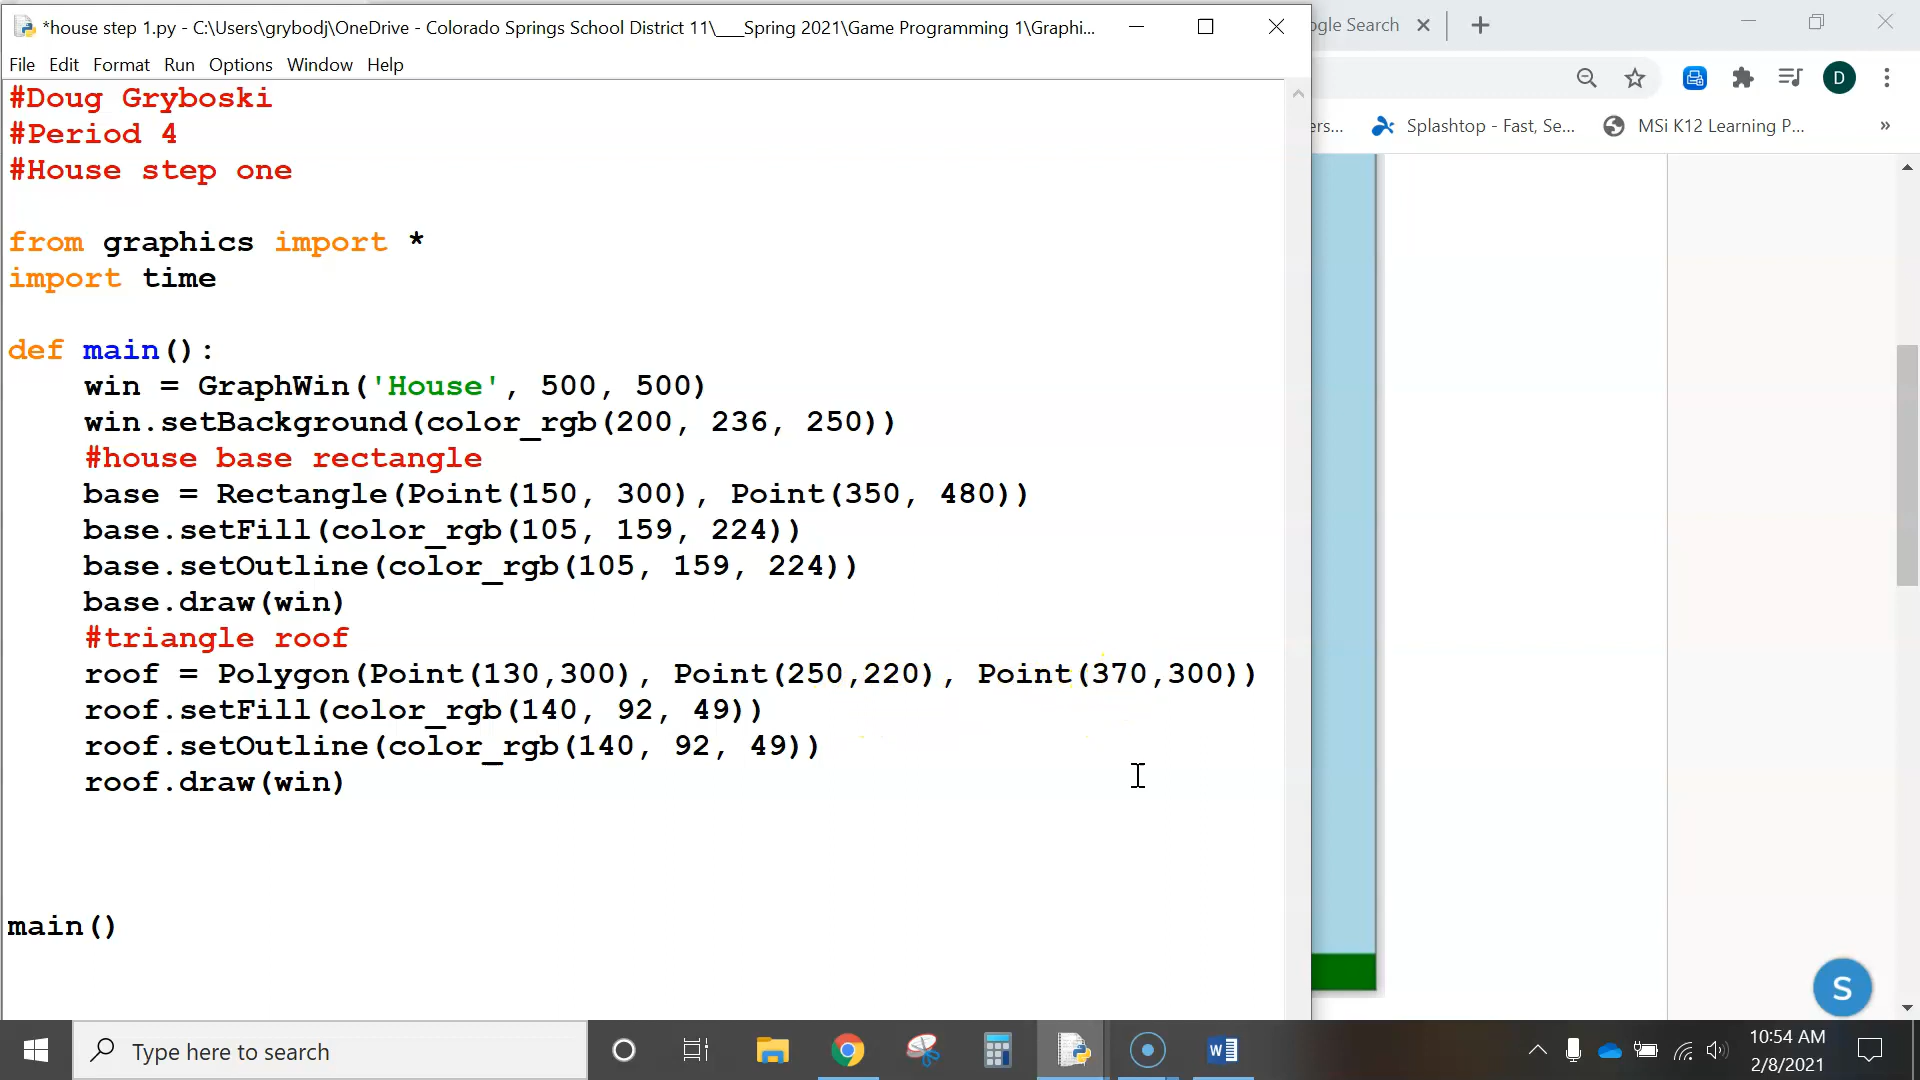 *house step 1.py - C:\Users\grybodj\OneDrive - Colorado Springs School District 11\___Spring 2021\Game Programming 1\Graphi...
gle Search
File Edit Format Run Options Window Help
D
ers...
Splashtop - Fast, Se...
MSi K12 Learning P...
»
#Doug Gryboski
#Period 4
#House step one
from graphics import *
import time
def main():
    win = GraphWin('House', 500, 500)
    win.setBackground(color_rgb(200, 236, 250))
    #house base rectangle
    base = Rectangle(Point(150, 300), Point(350, 480))
    base.setFill(color_rgb(105, 159, 224))
    base.setOutline(color_rgb(105, 159, 224))
    base.draw(win)
    #triangle roof
    roof = Polygon(Point(130,300), Point(250,220), Point(370,300))
    roof.setFill(color_rgb(140, 92, 49))
    roof.setOutline(color_rgb(140, 92, 49))
    roof.draw(win)
main()
S
Type here to search
10:54 AM
2/8/2021